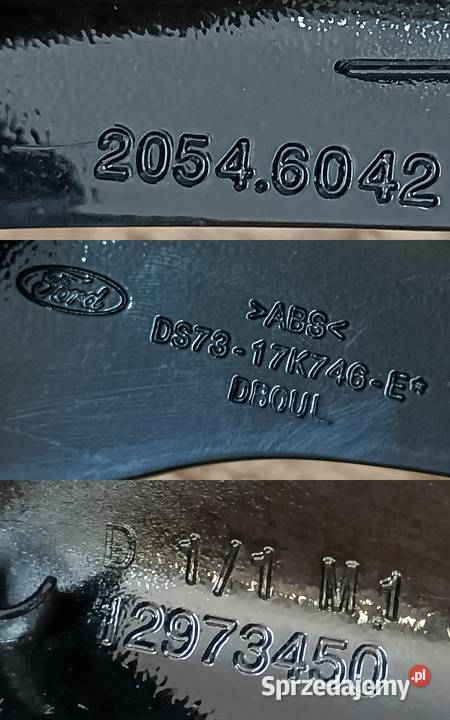 2054.6042
Ford
>ABS<
DS73-17K746-E*
DBOUL
D 1/1 M.1
12973450
Sprzedajemy.pl